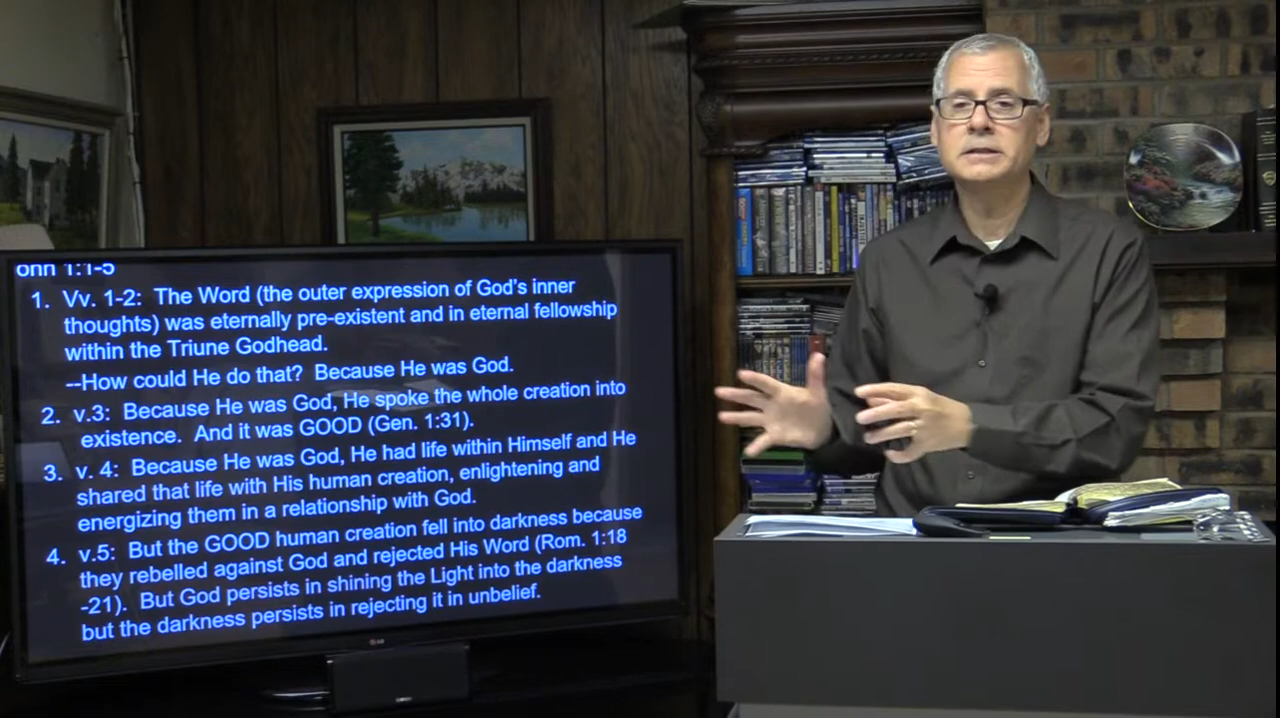 ohn 1:1-5
1. Vv. 1-2: The Word (the outer expression of God's inner
thoughts) was eternally pre-existent and in eternal fellowship
within the Triune Godhead.
--How could He do that? Because He was God.
2. v.3: Because He was God, He spoke the whole creation into
existence. And it was GOOD (Gen. 1:31).
3. v. 4: Because He was God, He had life within Himself and He
shared that life with His human creation, enlightening and
energizing them in a relationship with God.
4. v.5: But the GOOD human creation fell into darkness because
they rebelled against God and rejected His Word (Rom. 1:18
-21). But God persists in shining the Light into the darkness
but the darkness persists in rejecting it in unbelief.
LG